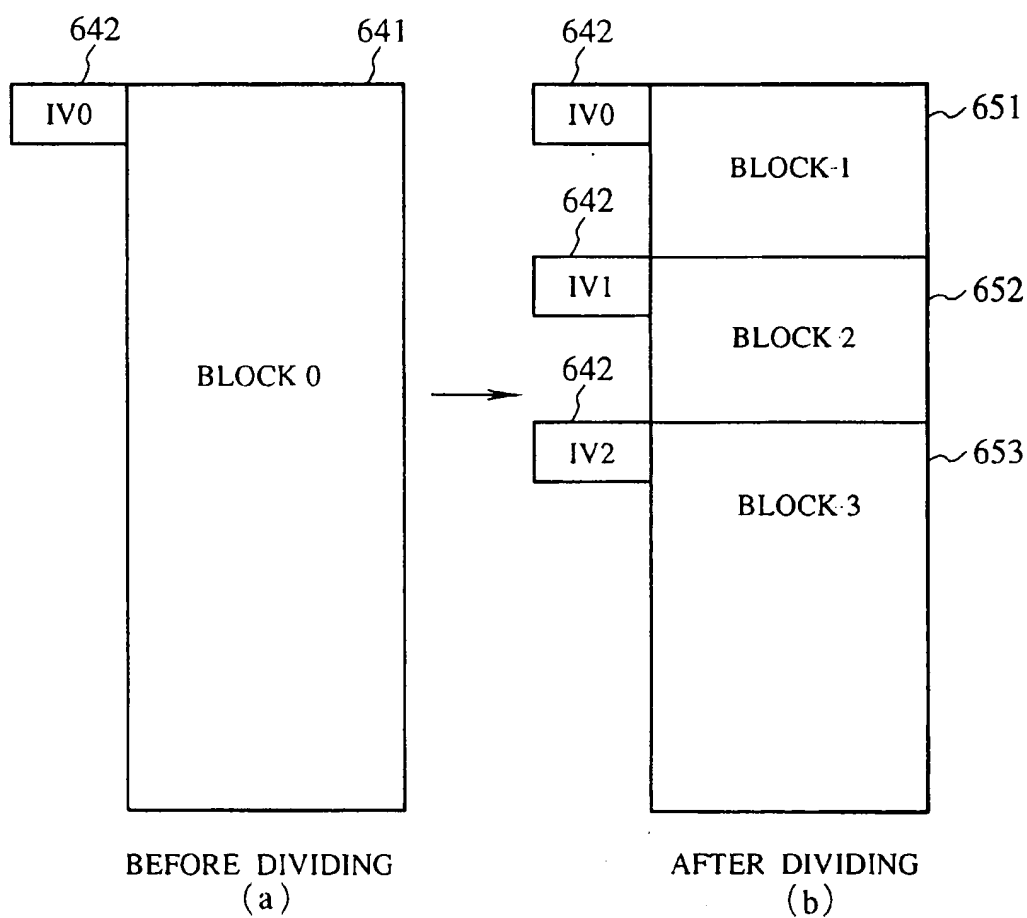 642
641
IV0
BLOCK 0
BEFORE DIVIDING
(a)
642
IV0
BLOCK-1
651
642
IV1
BLOCK 2
652
642
IV2
BLOCK-3
653
AFTER DIVIDING
(b)